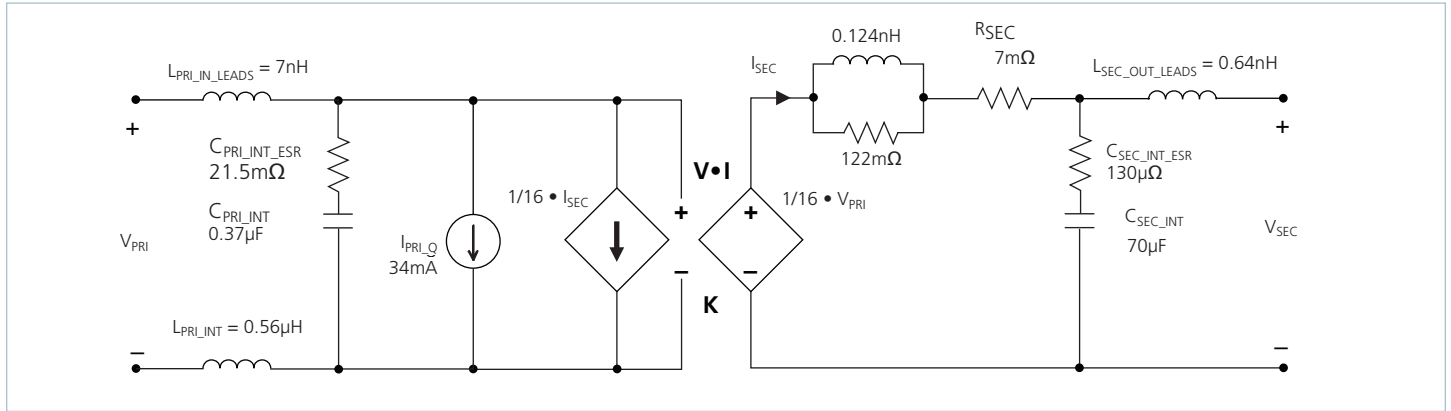 L_PRI_IN_LEADS = 7nH
+
C_PRI_INT_ESR
21.5mΩ
C_PRI_INT
0.37µF
V_PRI
I_PRI_Q
34mA
1/16 • I_SEC
L_PRI_INT = 0.56µH
–
V•I
+
–
K
+
–
1/16 • V_PRI
I_SEC
0.124nH
122mΩ
R_SEC
7mΩ
L_SEC_OUT_LEADS = 0.64nH
+
C_SEC_INT_ESR
130µΩ
C_SEC_INT
70µF
V_SEC
–